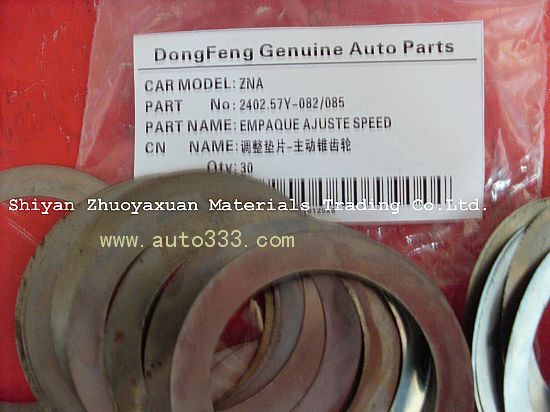 DongFeng Genuine Auto Parts
CAR MODEL: ZNA
PART No: 2402.57Y-082/085
PART NAME: EMPAQUE AJUSTE SPEED
CN NAME: 调整垫片-主动锥齿轮
Qty: 30
Shiyan Zhuoyaxuan Materials Trading Co.Ltd.
www.auto333.com